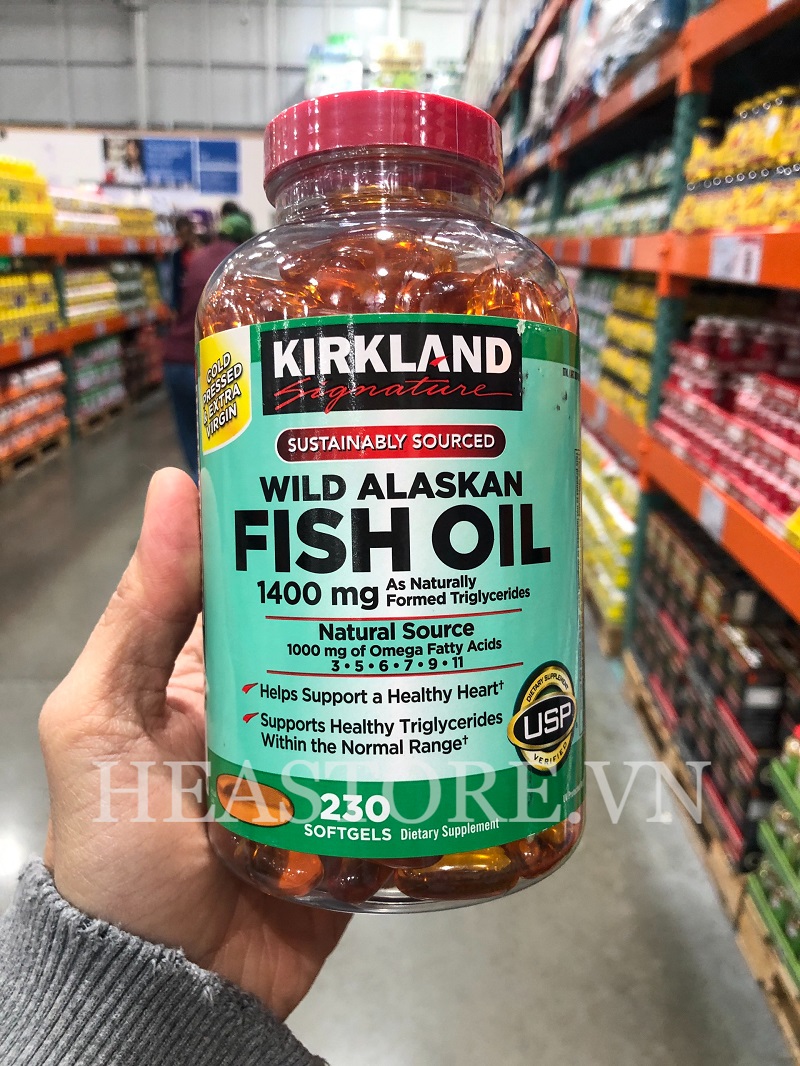 KIRKLAND
Signature
COLD
PRESSED
& EXTRA
VIRGIN
SUSTAINABLY SOURCED
WILD ALASKAN
FISH OIL
1400 mg As Naturally
Formed Triglycerides
Natural Source
1000 mg of Omega Fatty Acids
3 • 5 • 6 • 7 • 9 • 11
Helps Support a Healthy Heart†
Supports Healthy Triglycerides
Within the Normal Range†
DIETARY SUPPLEMENT
USP
VERIFIED
HEASTORE.VN
230
SOFTGELS Dietary Supplement